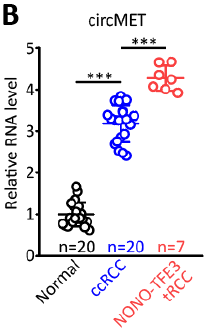 B
circMET
***
***
Relative RNA level
5
4
3
2
1
0
n=20
n=20
n=7
Normal
ccRCC
NONO-TFE3
tRCC